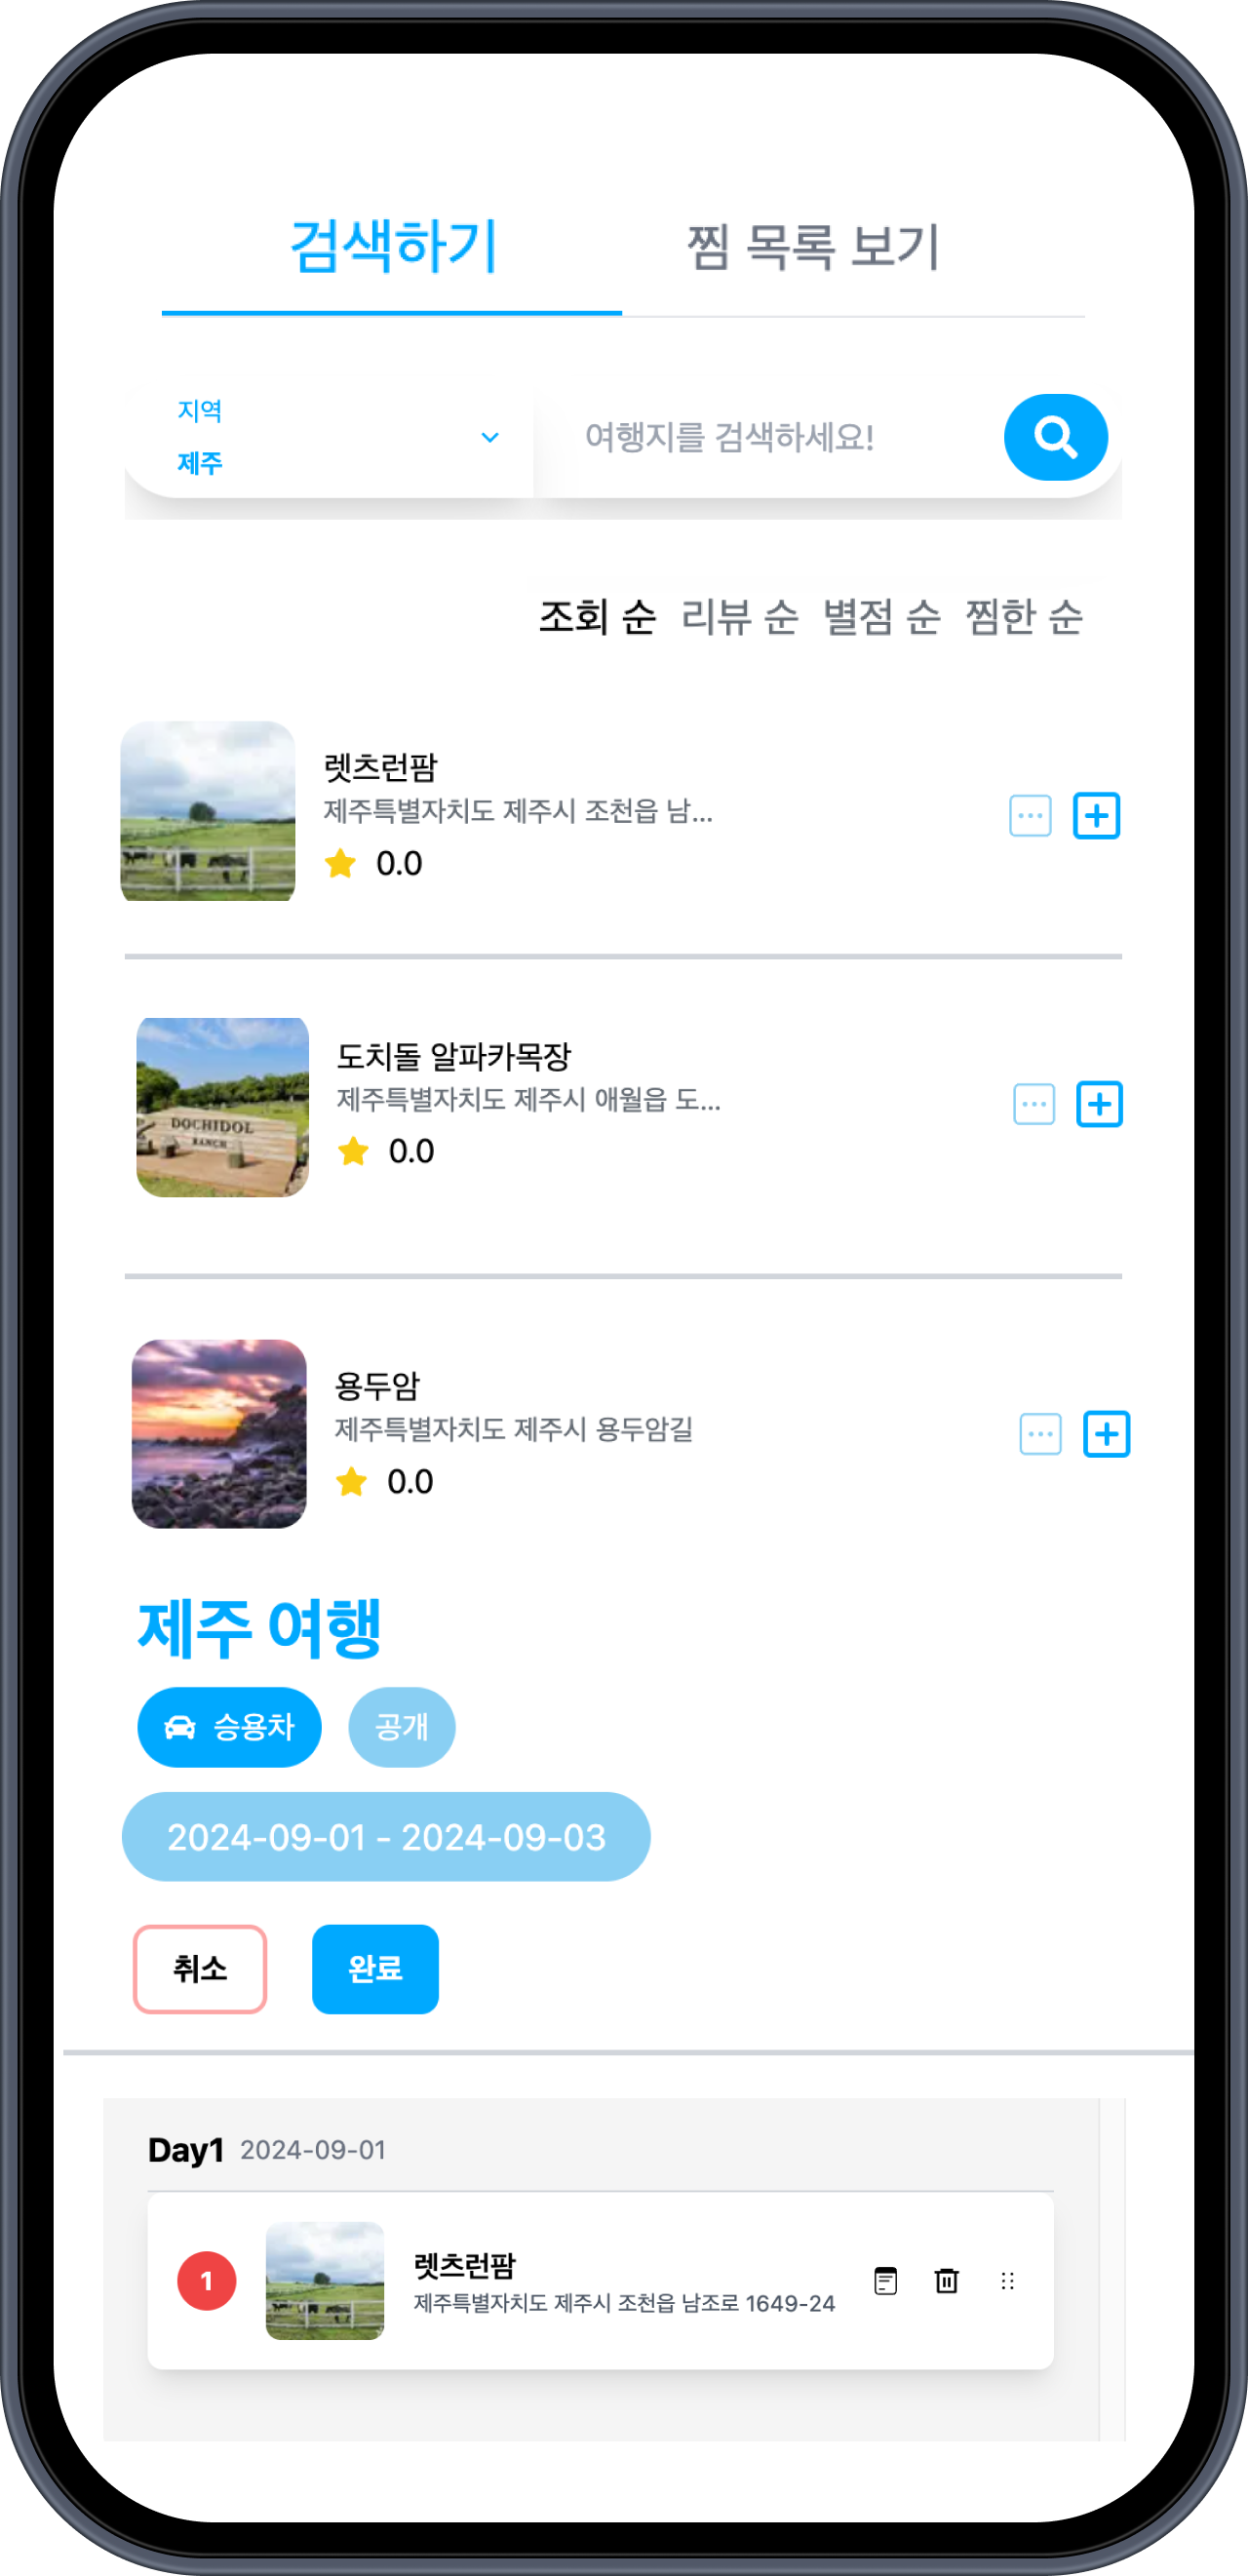 검색하기 찜 목록 보기
지역
제주
여행지를 검색하세요!
조회 순 리뷰 순 별점 순 찜한 순
렛츠런팜
제주특별자치도 제주시 조천읍 남...
0.0
도치돌 알파카목장
제주특별자치도 제주시 애월읍 도...
0.0
DOCHIDOL
RANCH
용두암
제주특별자치도 제주시 용두암길
0.0
제주 여행
승용차 공개
2024-09-01 - 2024-09-03
취소 완료
Day1 2024-09-01
1
렛츠런팜
제주특별자치도 제주시 조천읍 남조로 1649-24